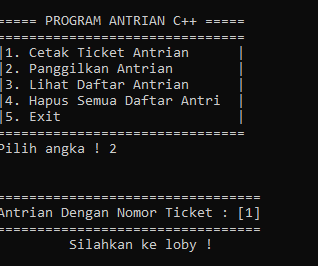 ===== PROGRAM ANTRIAN C++ =====
===============================
|1. Cetak Ticket Antrian      |
|2. Panggilkan Antrian        |
|3. Lihat Daftar Antrian      |
|4. Hapus Semua Daftar Antri  |
|5. Exit                      |
===============================
Pilih angka ! 2
=================================
Antrian Dengan Nomor Ticket : [1]
=================================
Silahkan ke loby !